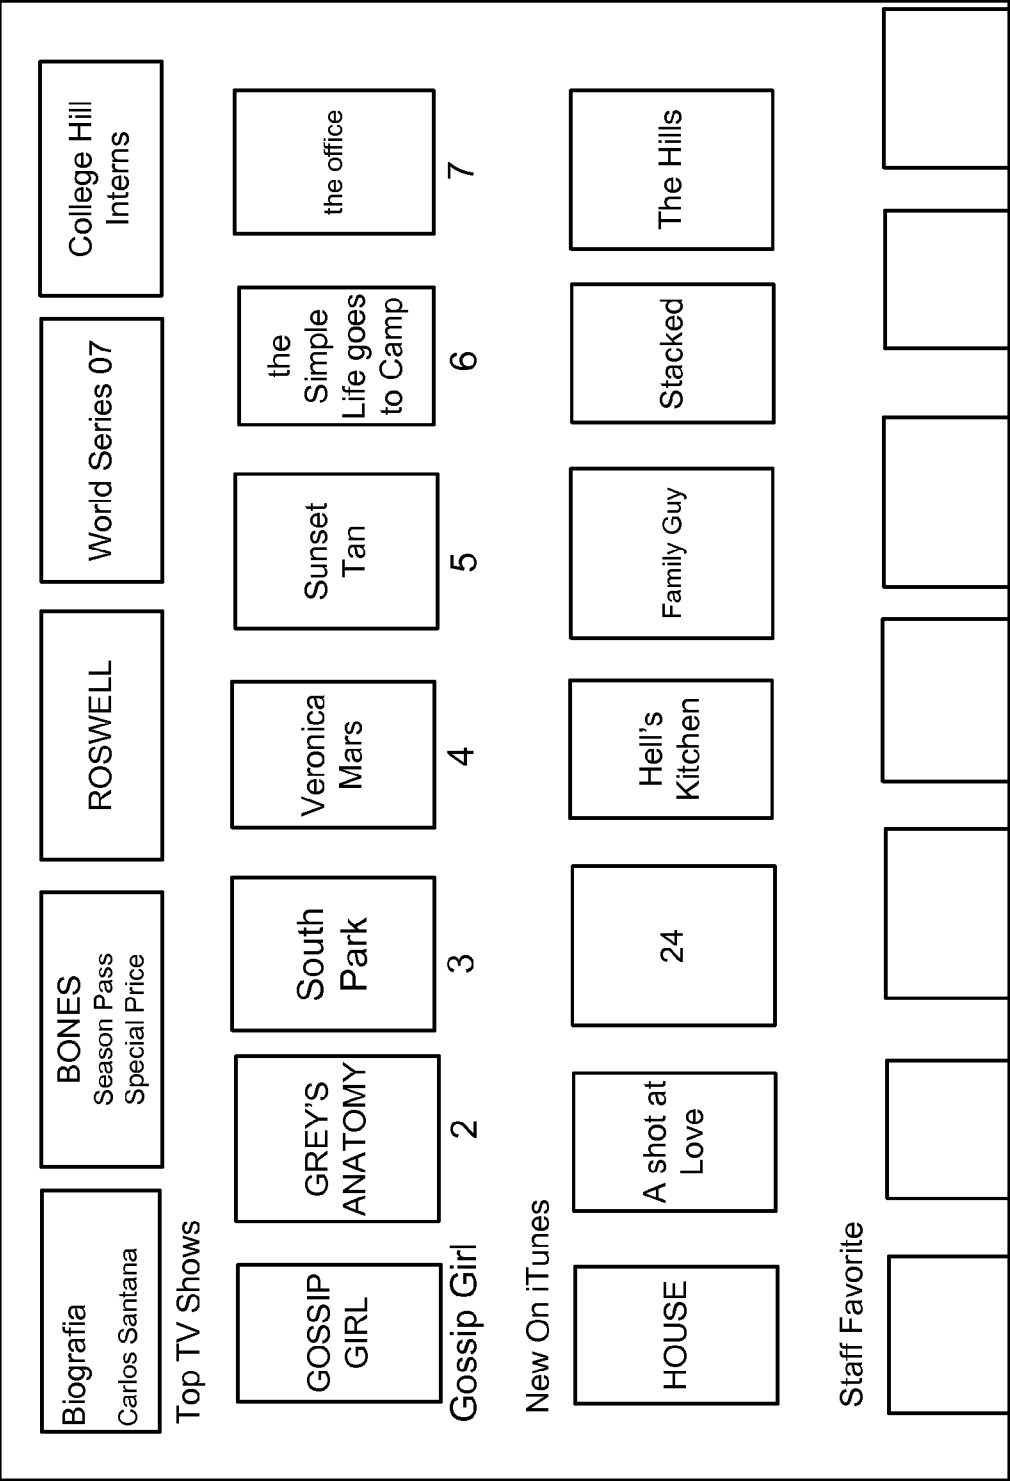 Biografia
Carlos Santana
BONES
Season Pass
Special Price
ROSWELL
World Series 07
College Hill
Interns
Top TV Shows
GOSSIP
GIRL
GREY'S
ANATOMY
South
Park
Veronica
Mars
Sunset
Tan
the
Simple
Life goes
to Camp
the office
Gossip Girl
2
3
4
5
6
7
New On iTunes
HOUSE
A shot at
Love
24
Hell's
Kitchen
Family Guy
Stacked
The Hills
Staff Favorite